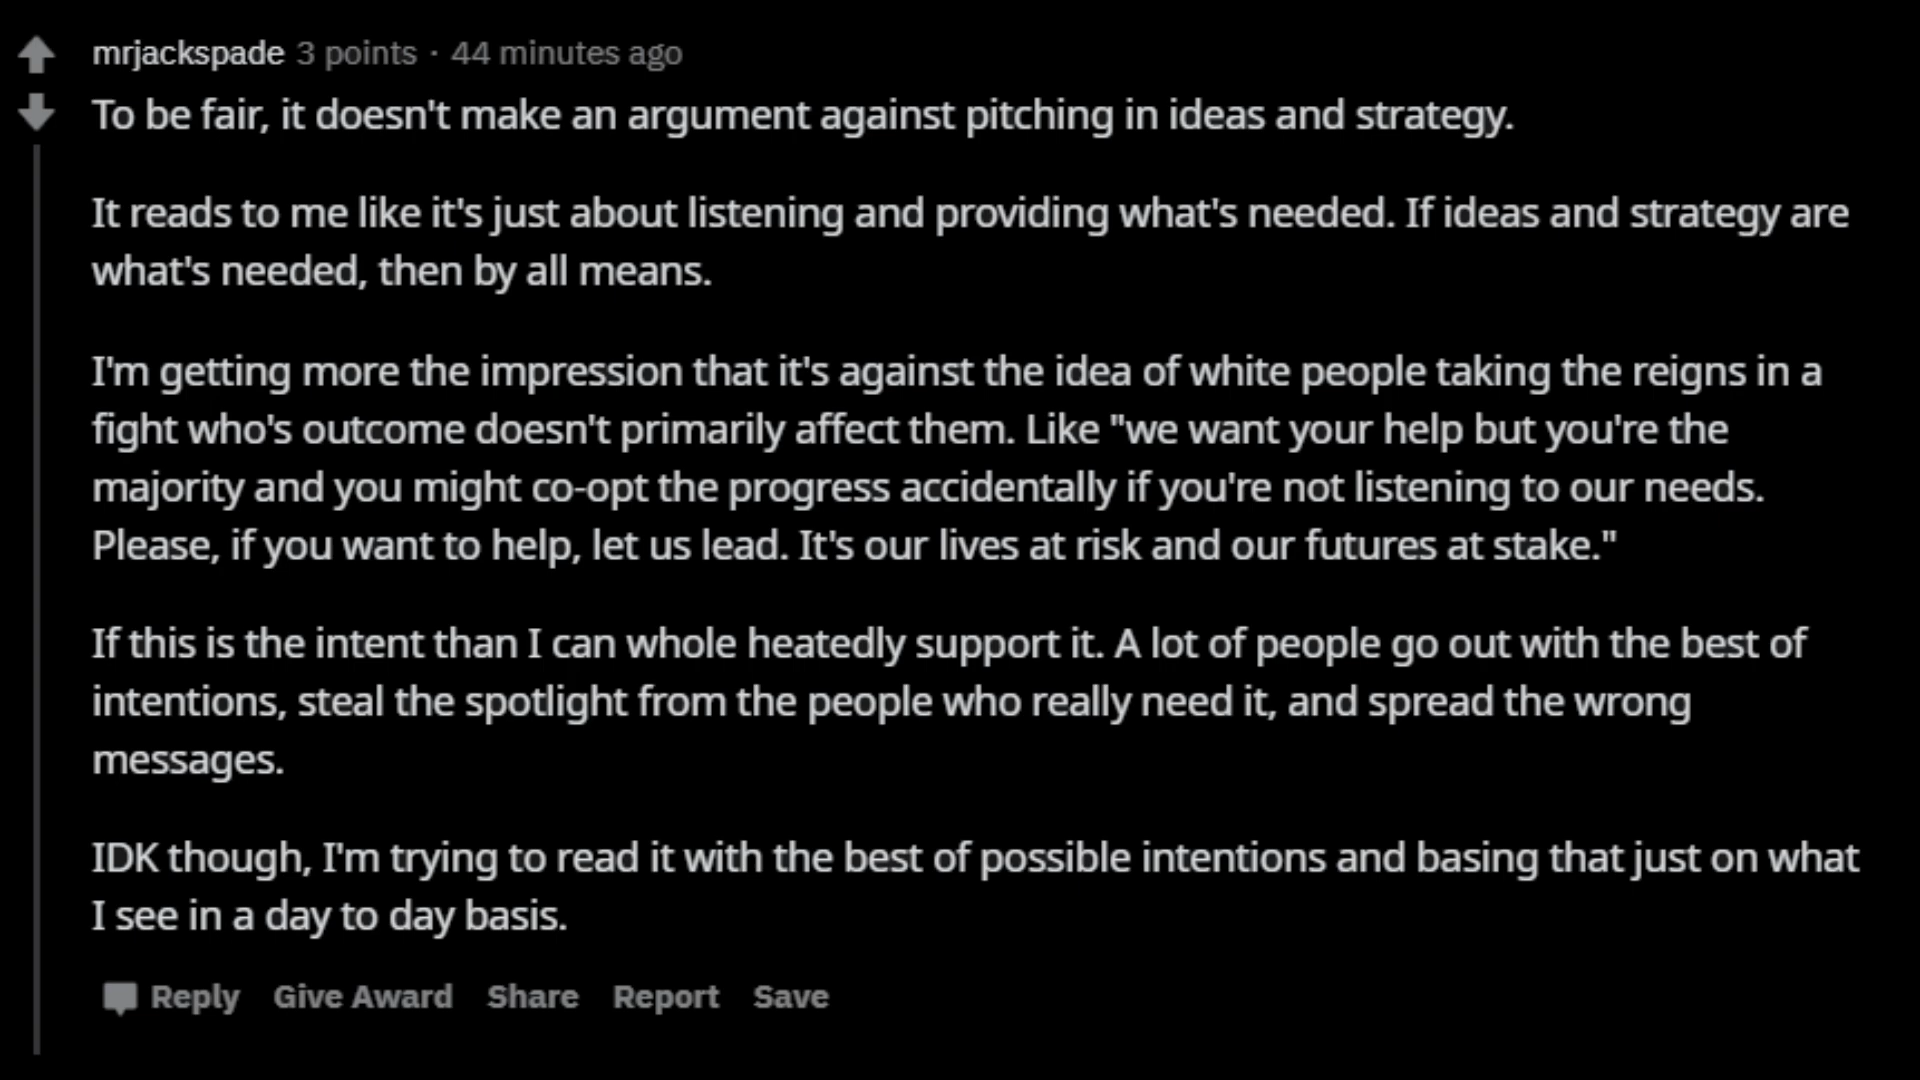 mrjackspade 3 points · 44 minutes ago
To be fair, it doesn't make an argument against pitching in ideas and strategy.
It reads to me like it's just about listening and providing what's needed. If ideas and strategy are
what's needed, then by all means.
I'm getting more the impression that it's against the idea of white people taking the reigns in a
fight who's outcome doesn't primarily affect them. Like "we want your help but you're the
majority and you might co-opt the progress accidentally if you're not listening to our needs.
Please, if you want to help, let us lead. It's our lives at risk and our futures at stake."
If this is the intent than I can whole heatedly support it. A lot of people go out with the best of
intentions, steal the spotlight from the people who really need it, and spread the wrong
messages.
IDK though, I'm trying to read it with the best of possible intentions and basing that just on what
I see in a day to day basis.
Reply Give Award Share Report Save